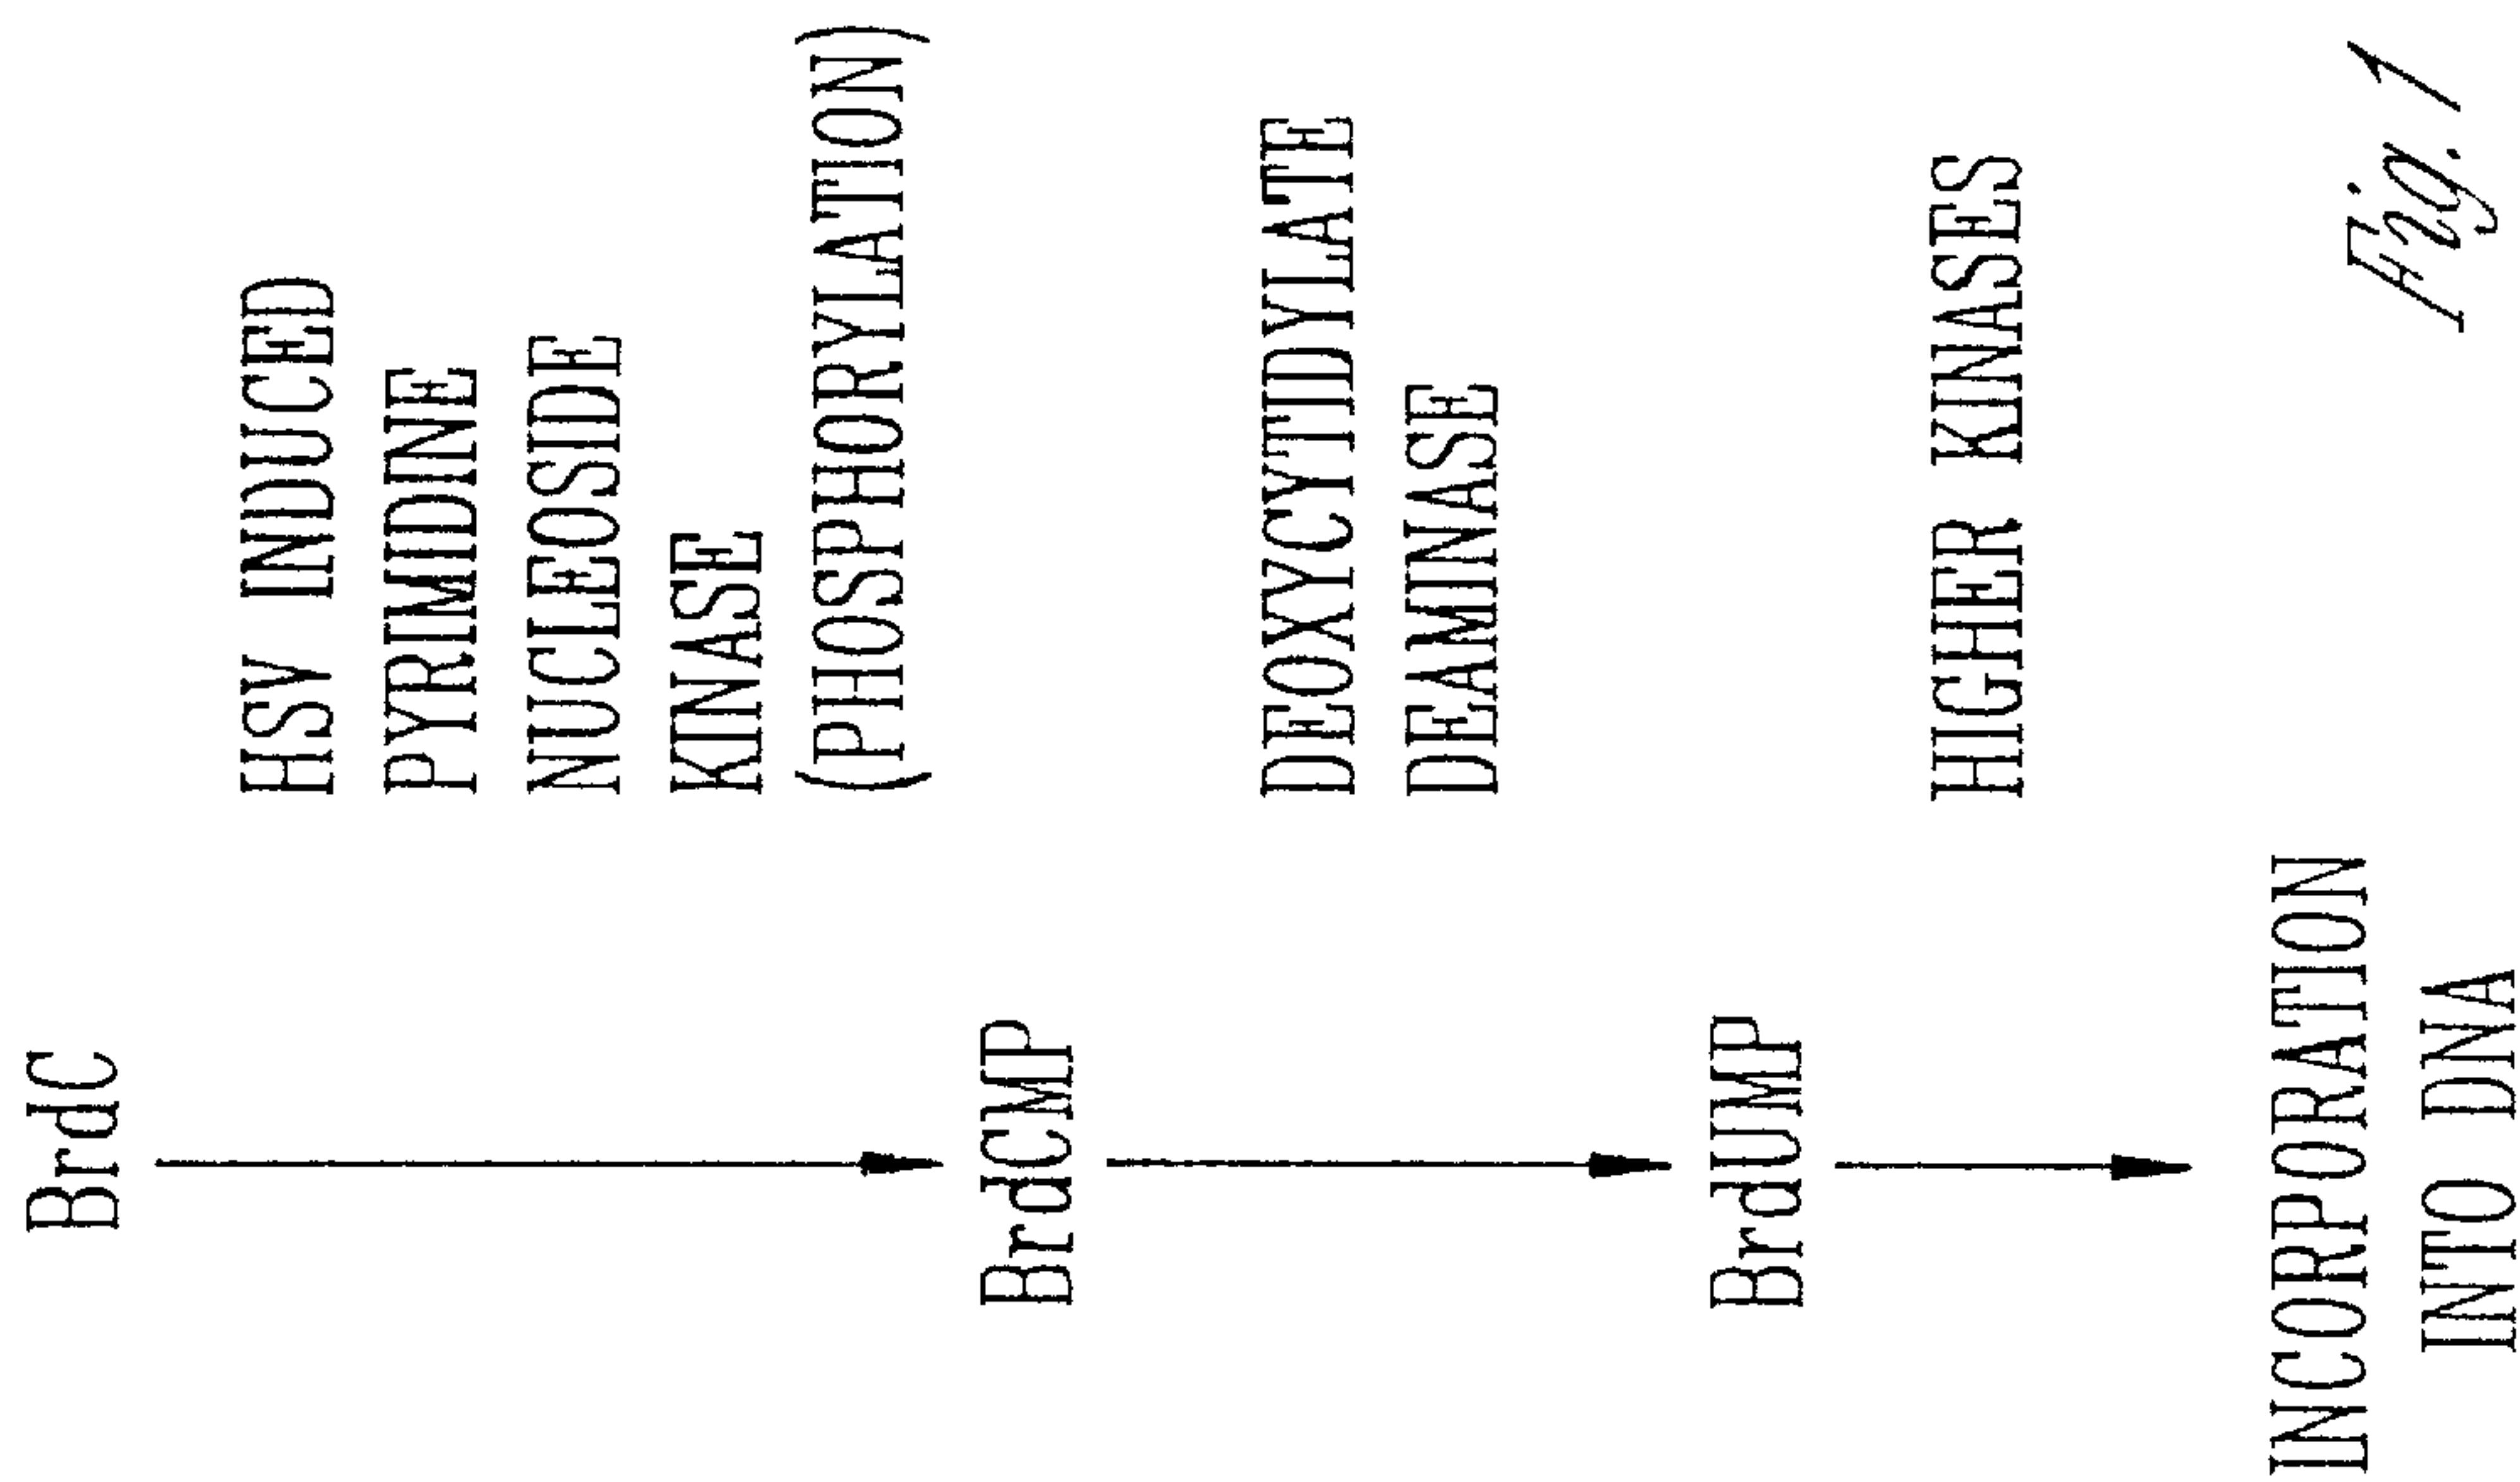 BrdC
HSV INDUCED
PYRIMIDINE
NUCLEOSIDE
KINASE
(PHOSPHORYLATION)
BrdCMP
DEOXYCYTIDYLATE
DEAMINASE
BrdUMP
HIGHER KINASES
INCORPORATION
INTO DNA
Fig. 1